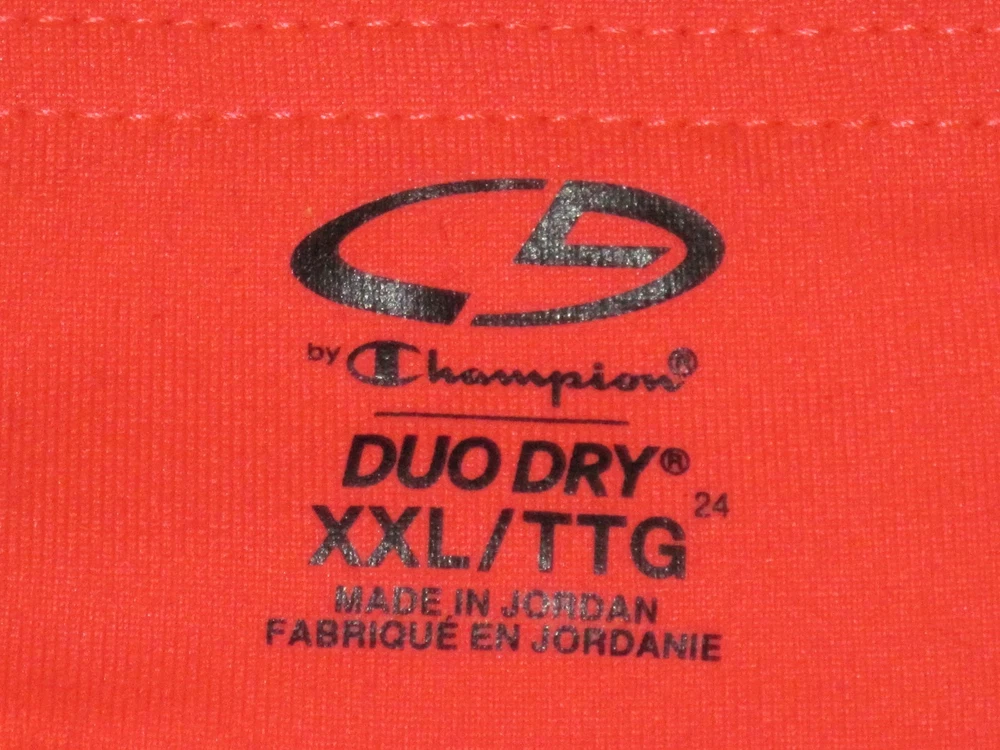 by Champion®
DUO DRY®
XXL/TTG 24
MADE IN JORDAN
FABRIQUÉ EN JORDANIE